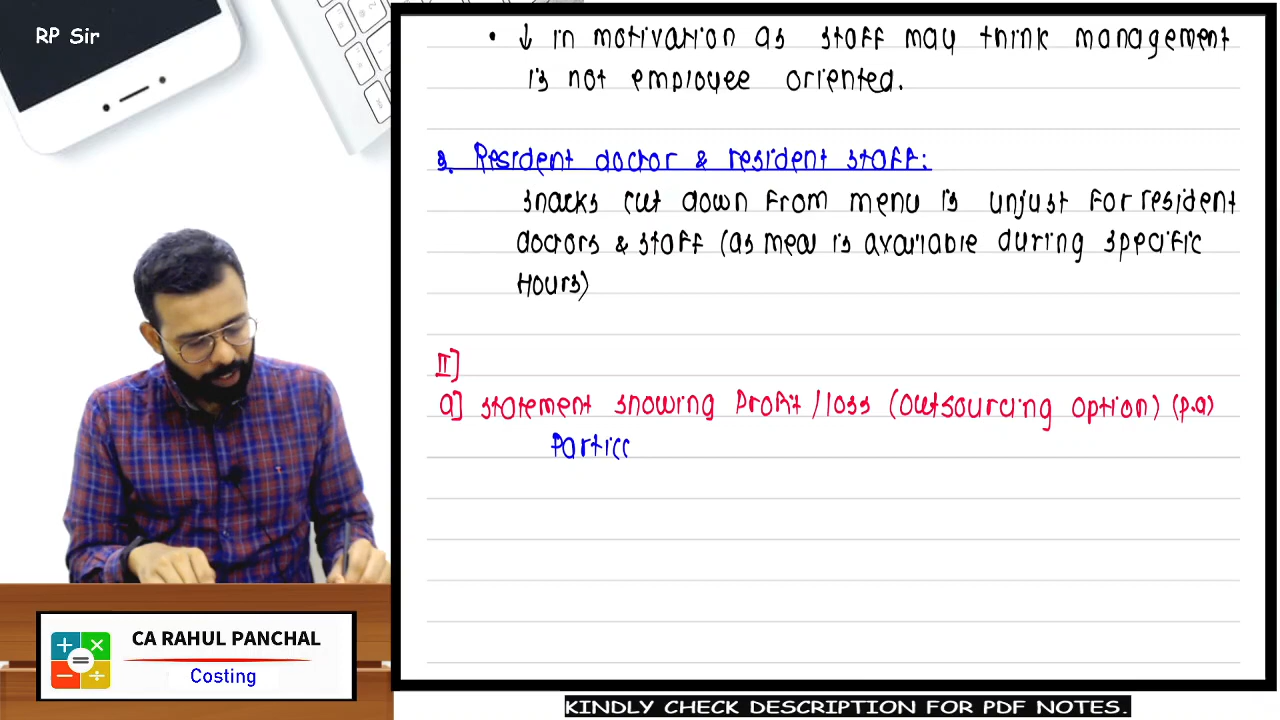 RP Sir
• ↓ in motivation as staff may think management
is not employee oriented.
3. Resident doctor & resident staff:
snacks cut down from menu is unjust for resident
doctors & staff (as meal is available during specific
Hours)
II]
a] statement showing Profit/loss (outsourcing option) (p.a)
Particc
CA RAHUL PANCHAL
Costing
KINDLY CHECK DESCRIPTION FOR PDF NOTES.